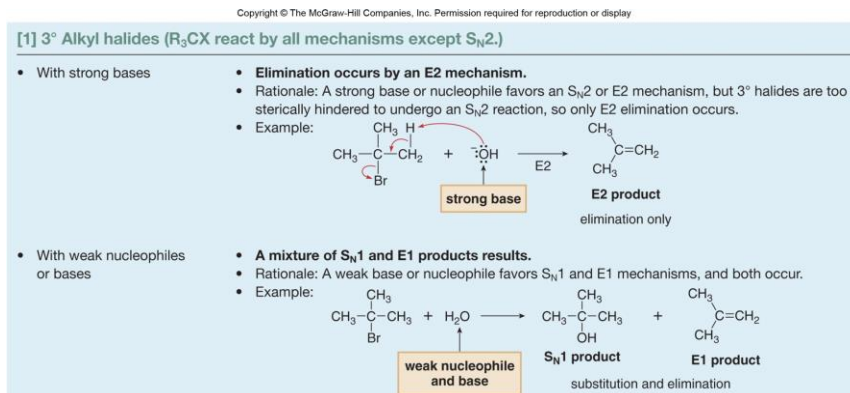 Copyright © The McGraw-Hill Companies, Inc. Permission required for reproduction or display
[1] 3° Alkyl halides (R₃CX react by all mechanisms except Sₙ2.)
• With strong bases
• Elimination occurs by an E2 mechanism.
• Rationale: A strong base or nucleophile favors an Sₙ2 or E2 mechanism, but 3° halides are too
sterically hindered to undergo an Sₙ2 reaction, so only E2 elimination occurs.
• Example:
CH₃ H
CH₃–C–CH₂ + ⁻:ÖH E2
Br
strong base
CH₃
C=CH₂
CH₃
E2 product
elimination only
• With weak nucleophiles
or bases
• A mixture of Sₙ1 and E1 products results.
• Rationale: A weak base or nucleophile favors Sₙ1 and E1 mechanisms, and both occur.
• Example:
CH₃
CH₃–C–CH₃ + H₂O
Br
weak nucleophile
and base
CH₃
CH₃–C–CH₃ +
OH
Sₙ1 product
CH₃
C=CH₂
CH₃
E1 product
substitution and elimination